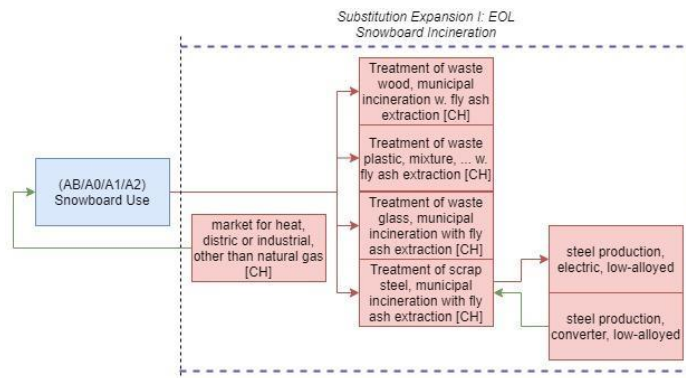 Substitution Expansion I: EOL
Snowboard Incineration
Treatment of waste
wood, municipal
incineration w. fly ash
extraction [CH]
Treatment of waste
plastic, mixture, ... w.
fly ash extraction [CH]
(AB/A0/A1/A2)
Snowboard Use
Treatment of waste
glass, municipal
incineration with fly
ash extraction [CH]
market for heat,
distric or industrial,
other than natural gas
[CH]
Treatment of scrap
steel, municipal
incineration with fly
ash extraction [CH]
steel production,
electric, low-alloyed
steel production,
converter, low-alloyed